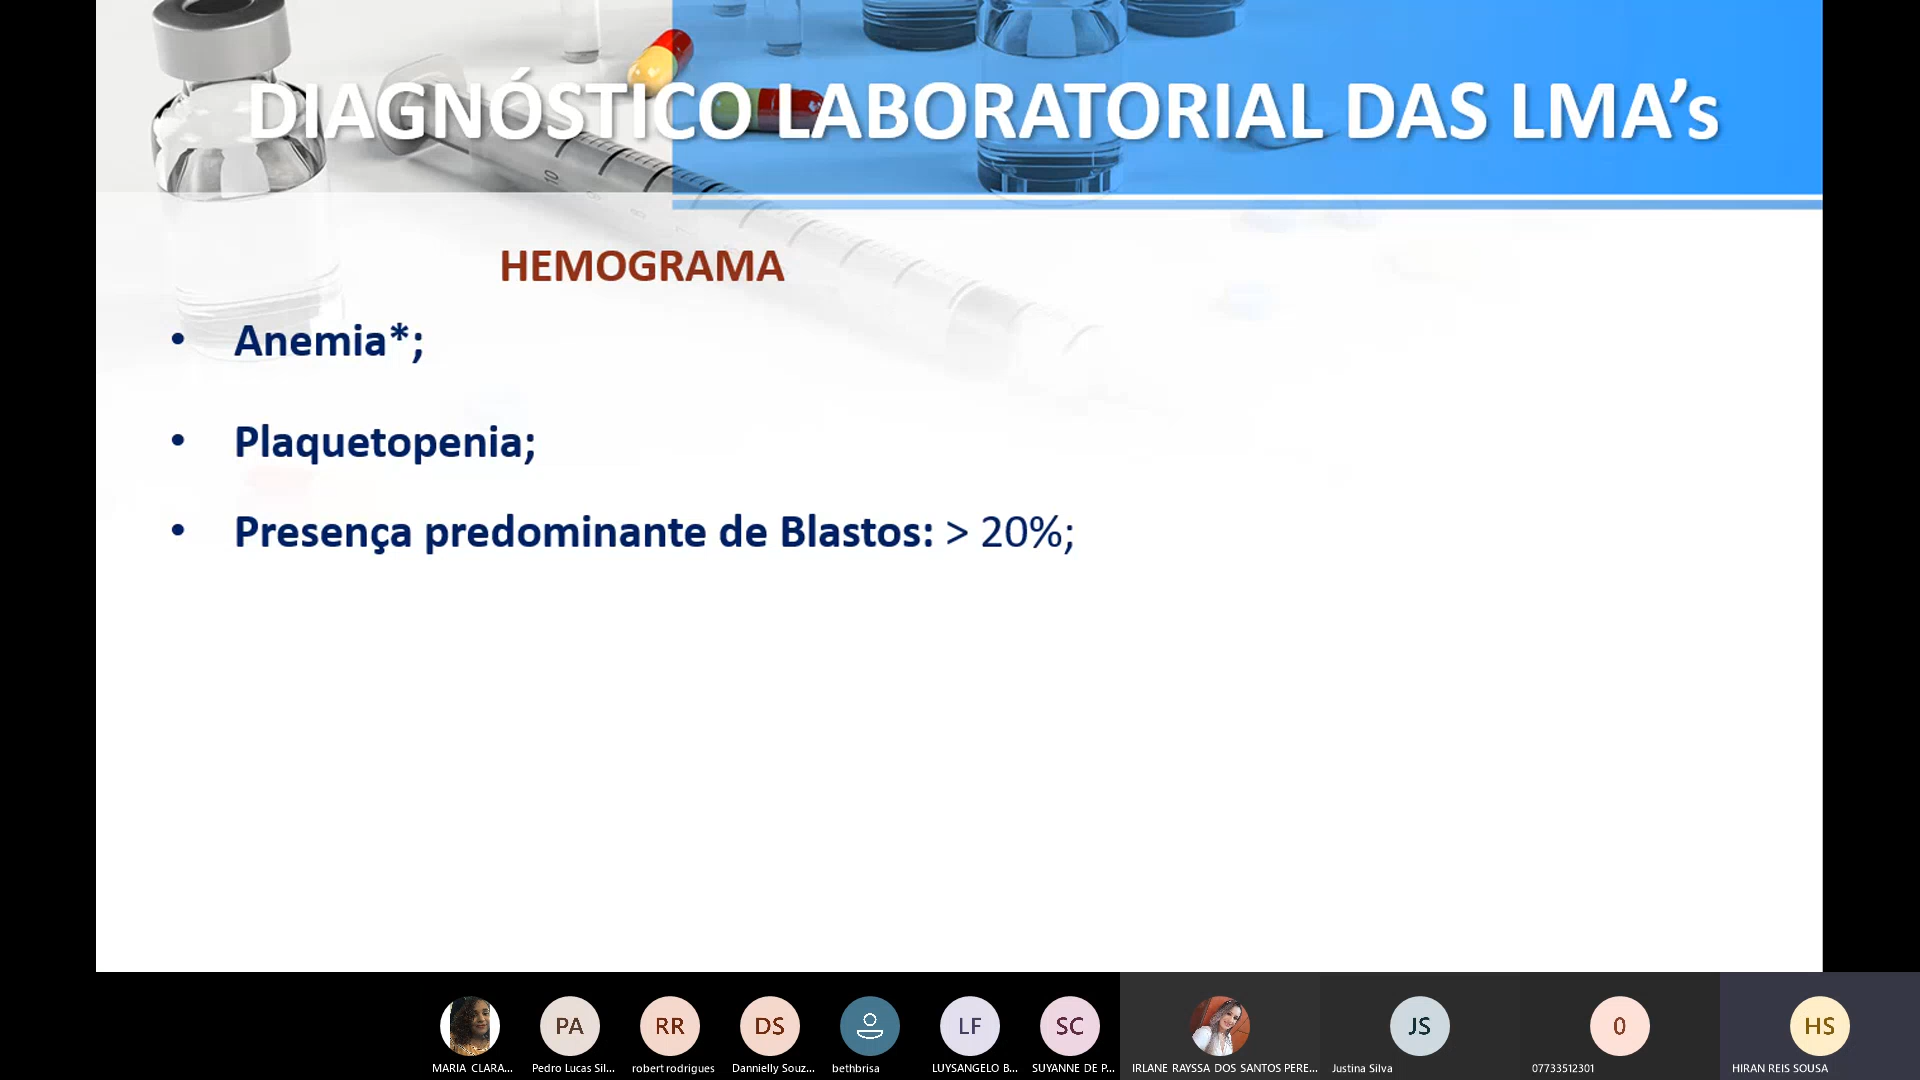 DIAGNÓSTICO LABORATORIAL DAS LMA’s
HEMOGRAMA
• Anemia*;
• Plaquetopenia;
• Presença predominante de Blastos: > 20%;
10
PA
RR
DS
LF
SC
JS
0
HS
MARIA CLARA...
Pedro Lucas Sil...
robert rodrigues
Dannielly Souz...
bethbrisa
LUYSANGELO B...
SUYANNE DE P...
IRLANE RAYSSA DOS SANTOS PERE...
Justina Silva
07733512301
HIRAN REIS SOUSA